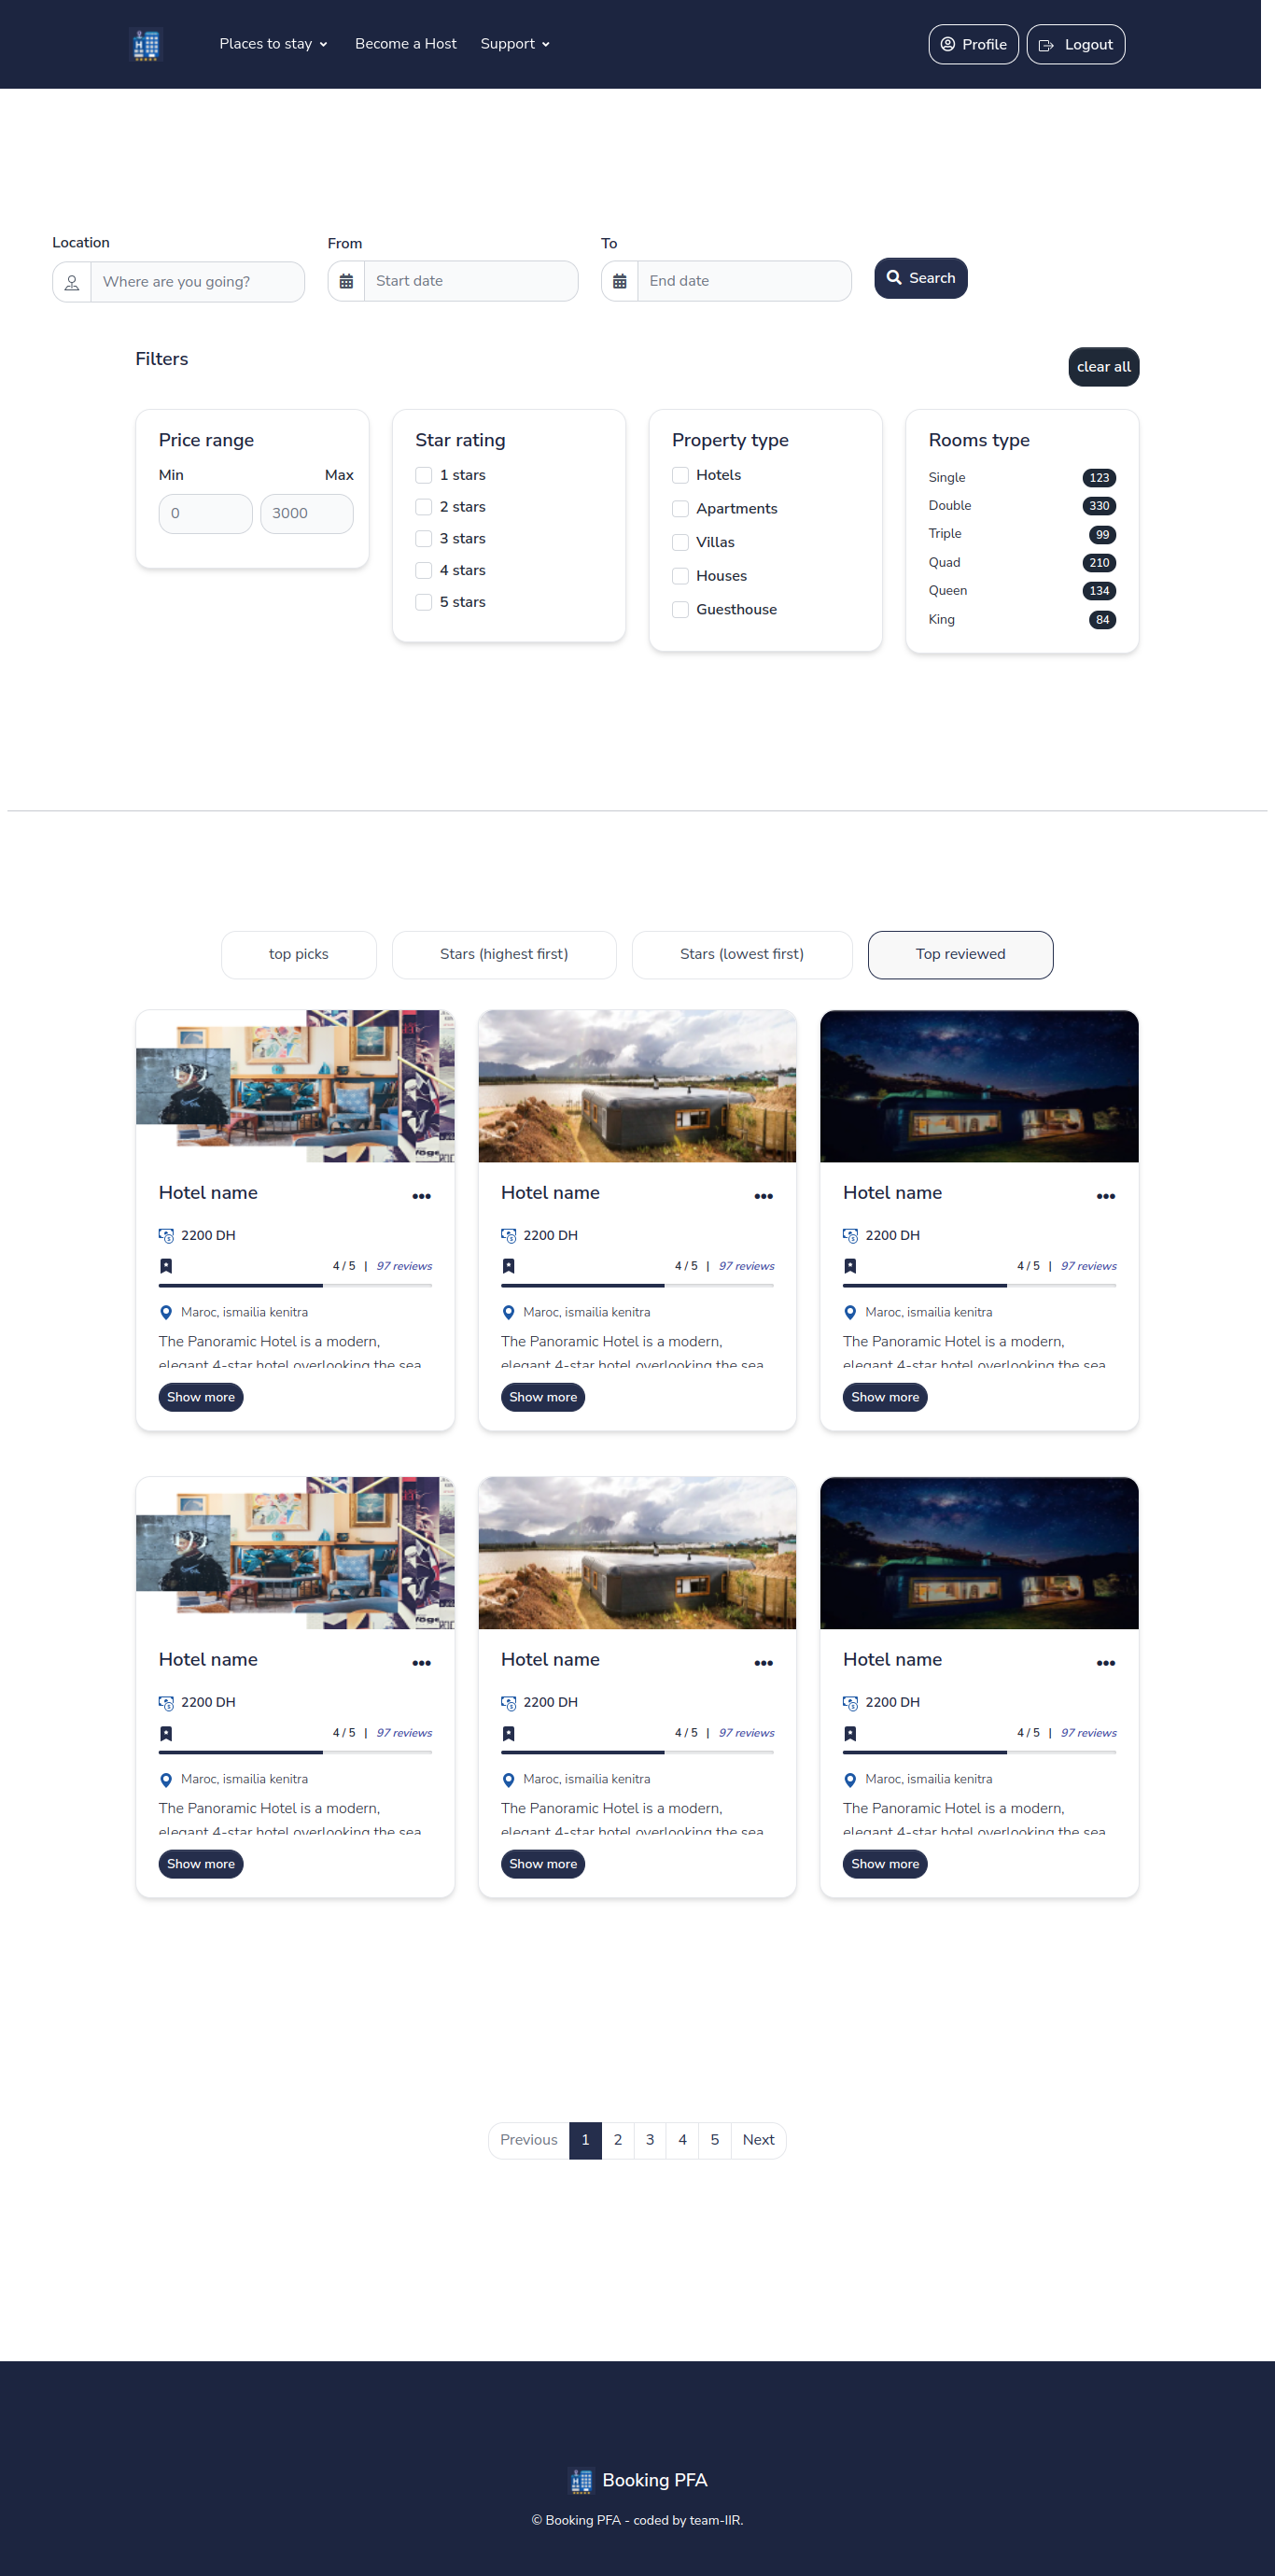 Places to stay Become a Host Support Profile Logout
Location From To
Where are you going? Start date End date Search
Filters clear all
Price range
Min Max
0 3000
Star rating
1 stars
2 stars
3 stars
4 stars
5 stars
Property type
Hotels
Apartments
Villas
Houses
Guesthouse
Rooms type
Single 123
Double 330
Triple 99
Quad 210
Queen 134
King 84
top picks Stars (highest first) Stars (lowest first) Top reviewed
Hotel name
2200 DH
4 / 5 | 97 reviews
Maroc, ismailia kenitra
The Panoramic Hotel is a modern,
elegant 4-star hotel overlooking the sea
Show more
Hotel name
2200 DH
4 / 5 | 97 reviews
Maroc, ismailia kenitra
The Panoramic Hotel is a modern,
elegant 4-star hotel overlooking the sea
Show more
Hotel name
2200 DH
4 / 5 | 97 reviews
Maroc, ismailia kenitra
The Panoramic Hotel is a modern,
elegant 4-star hotel overlooking the sea
Show more
Hotel name
2200 DH
4 / 5 | 97 reviews
Maroc, ismailia kenitra
The Panoramic Hotel is a modern,
elegant 4-star hotel overlooking the sea
Show more
Hotel name
2200 DH
4 / 5 | 97 reviews
Maroc, ismailia kenitra
The Panoramic Hotel is a modern,
elegant 4-star hotel overlooking the sea
Show more
Hotel name
2200 DH
4 / 5 | 97 reviews
Maroc, ismailia kenitra
The Panoramic Hotel is a modern,
elegant 4-star hotel overlooking the sea
Show more
Previous 1 2 3 4 5 Next
Booking PFA
© Booking PFA - coded by team-IIR.